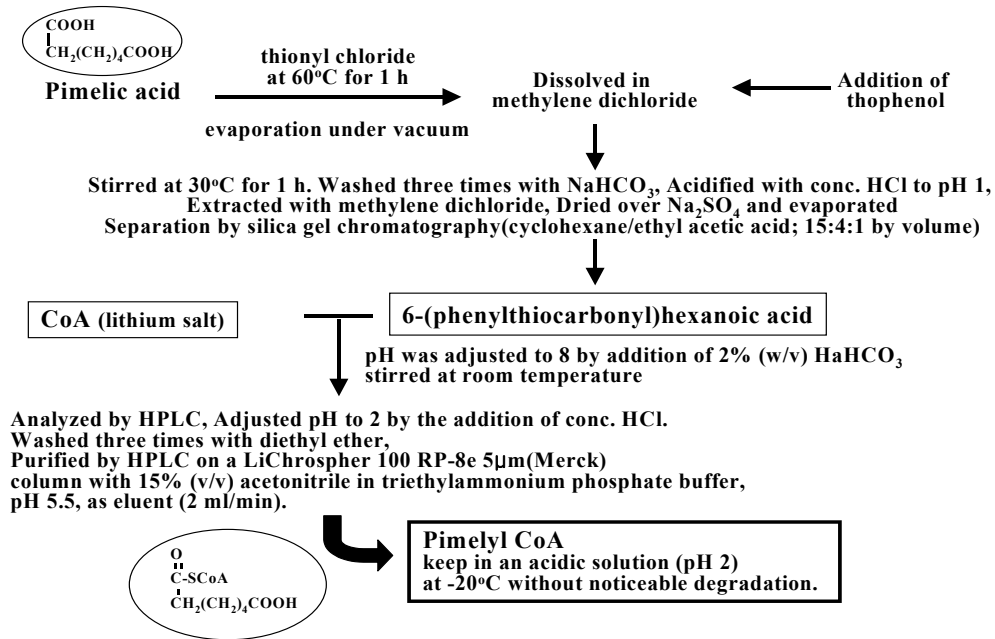 COOH
CH₂(CH₂)₄COOH
Pimelic acid
thionyl chloride
at 60°C for 1 h
evaporation under vacuum
Dissolved in
methylene dichloride
Addition of
thophenol
Stirred at 30°C for 1 h. Washed three times with NaHCO₃, Acidified with conc. HCl to pH 1,
Extracted with methylene dichloride, Dried over Na₂SO₄ and evaporated
Separation by silica gel chromatography(cyclohexane/ethyl acetic acid; 15:4:1 by volume)
CoA (lithium salt)
6-(phenylthiocarbonyl)hexanoic acid
pH was adjusted to 8 by addition of 2% (w/v) HaHCO₃
stirred at room temperature
Analyzed by HPLC, Adjusted pH to 2 by the addition of conc. HCl.
Washed three times with diethyl ether,
Purified by HPLC on a LiChrospher 100 RP-8e 5μm(Merck)
column with 15% (v/v) acetonitrile in triethylammonium phosphate buffer,
pH 5.5, as eluent (2 ml/min).
O
C-SCoA
CH₂(CH₂)₄COOH
Pimelyl CoA
keep in an acidic solution (pH 2)
at -20°C without noticeable degradation.